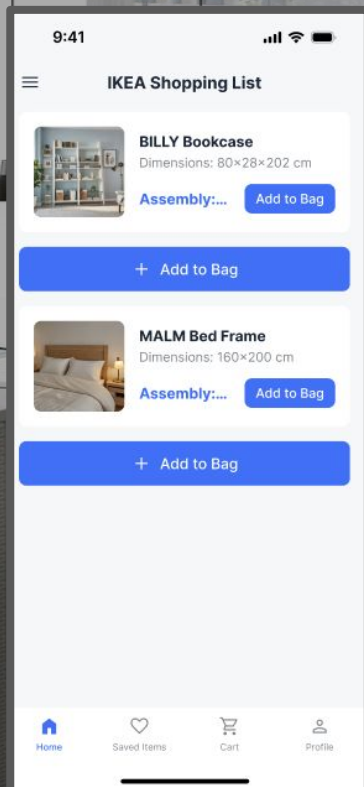 9:41
IKEA Shopping List
BILLY Bookcase
Dimensions: 80×28×202 cm
Assembly:... Add to Bag
+ Add to Bag
MALM Bed Frame
Dimensions: 160×200 cm
Assembly:... Add to Bag
+ Add to Bag
Home Saved Items Cart Profile